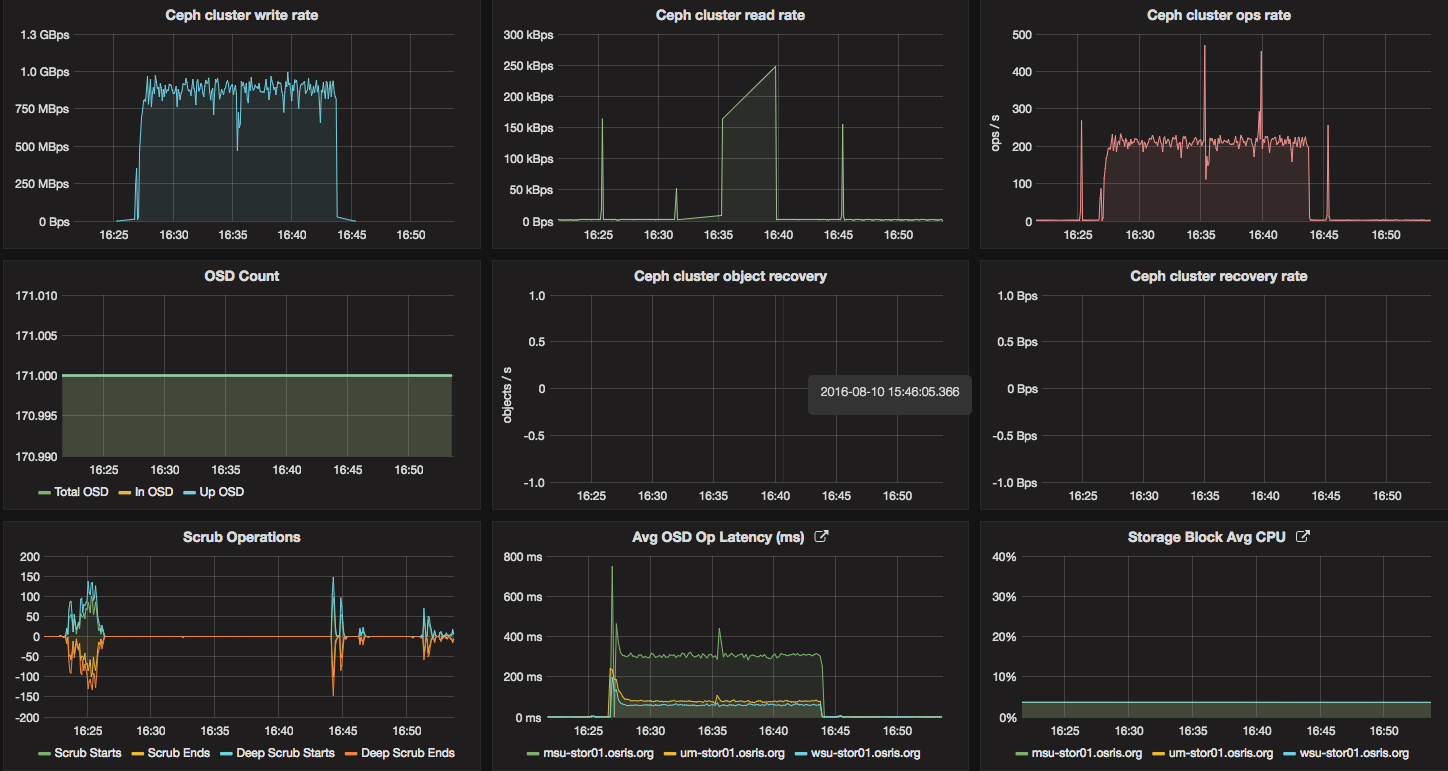 Ceph cluster write rate
1.3 GBps
1.0 GBps
750 MBps
500 MBps
250 MBps
0 Bps
16:25 16:30 16:35 16:40 16:45 16:50
Ceph cluster read rate
300 kBps
250 kBps
200 kBps
150 kBps
100 kBps
50 kBps
0 Bps
16:25 16:30 16:35 16:40 16:45 16:50
Ceph cluster ops rate
ops / s
500
400
300
200
100
0
16:25 16:30 16:35 16:40 16:45 16:50
OSD Count
171.010
171.005
171.000
170.995
170.990
16:25 16:30 16:35 16:40 16:45 16:50
Total OSD In OSD Up OSD
Ceph cluster object recovery
objects / s
1.0
0.5
0
-0.5
-1.0
2016-08-10 15:46:05.366
16:25 16:30 16:35 16:40 16:45 16:50
Ceph cluster recovery rate
1.0 Bps
0.5 Bps
0 Bps
-0.5 Bps
-1.0 Bps
16:25 16:30 16:35 16:40 16:45 16:50
Scrub Operations
200
150
100
50
0
-50
-100
-150
-200
16:25 16:30 16:35 16:40 16:45 16:50
Scrub Starts Scrub Ends Deep Scrub Starts Deep Scrub Ends
Avg OSD Op Latency (ms)
800 ms
600 ms
400 ms
200 ms
0 ms
16:25 16:30 16:35 16:40 16:45 16:50
msu-stor01.osris.org um-stor01.osris.org wsu-stor01.osris.org
Storage Block Avg CPU
40%
30%
20%
10%
0%
16:25 16:30 16:35 16:40 16:45 16:50
msu-stor01.osris.org um-stor01.osris.org wsu-stor01.osris.org